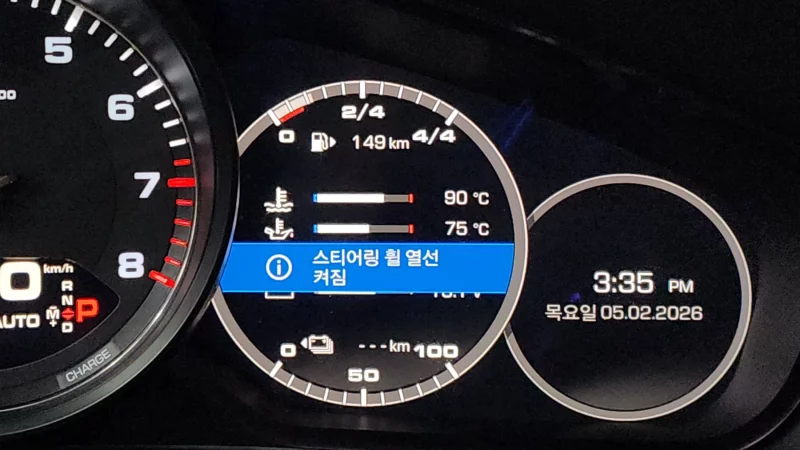 5
6
7
8
00
0 km/h
R
N
D
M
+
P
AUTO
CHARGE
2/4
0
4/4
149 km
90 °C
75 °C
스티어링 휠 열선
켜짐
0
---km
100
50
3:35 PM
목요일 05.02.2026